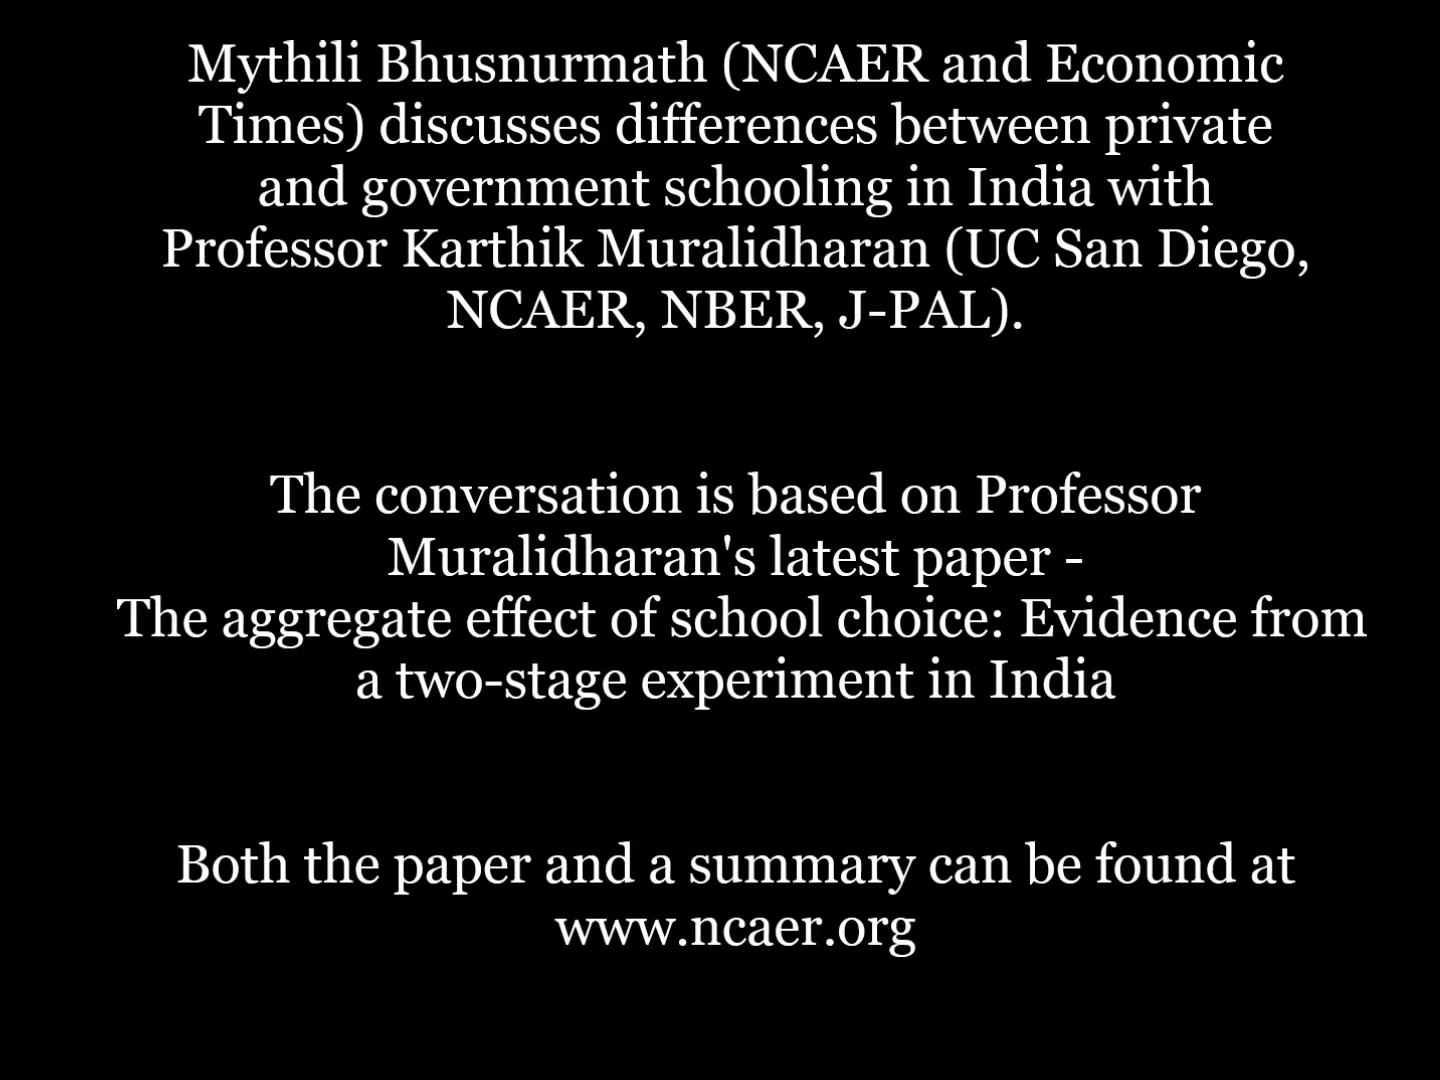 Mythili Bhusnurmath (NCAER and Economic
Times) discusses differences between private
and government schooling in India with
Professor Karthik Muralidharan (UC San Diego,
NCAER, NBER, J-PAL).
The conversation is based on Professor
Muralidharan's latest paper -
The aggregate effect of school choice: Evidence from
a two-stage experiment in India
Both the paper and a summary can be found at
www.ncaer.org